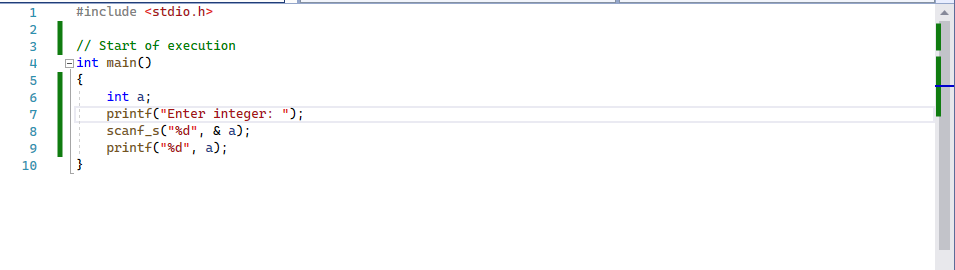 1 #include <stdio.h>
2
3 // Start of execution
4 int main()
5 {
6 int a;
7 printf("Enter integer: ");
8 scanf_s("%d", & a);
9 printf("%d", a);
10 }